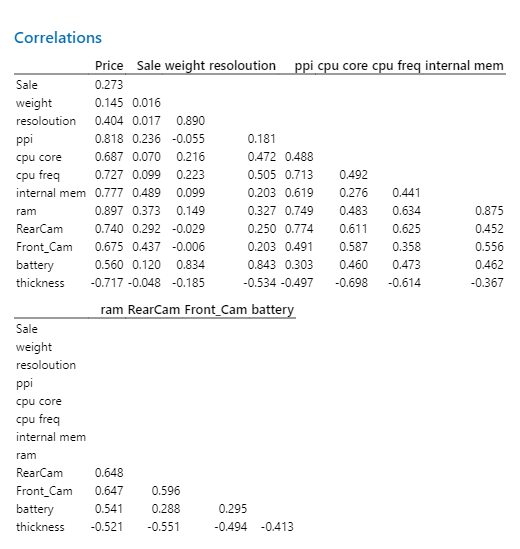 Correlations
Price Sale weight resoloution ppi cpu core cpu freq internal mem
Sale 0.273
weight 0.145 0.016
resoloution 0.404 0.017 0.890
ppi 0.818 0.236 -0.055 0.181
cpu core 0.687 0.070 0.216 0.472 0.488
cpu freq 0.727 0.099 0.223 0.505 0.713 0.492
internal mem 0.777 0.489 0.099 0.203 0.619 0.276 0.441
ram 0.897 0.373 0.149 0.327 0.749 0.483 0.634 0.875
RearCam 0.740 0.292 -0.029 0.250 0.774 0.611 0.625 0.452
Front_Cam 0.675 0.437 -0.006 0.203 0.491 0.587 0.358 0.556
battery 0.560 0.120 0.834 0.843 0.303 0.460 0.473 0.462
thickness -0.717 -0.048 -0.185 -0.534 -0.497 -0.698 -0.614 -0.367
ram RearCam Front_Cam battery
Sale
weight
resoloution
ppi
cpu core
cpu freq
internal mem
ram
RearCam 0.648
Front_Cam 0.647 0.596
battery 0.541 0.288 0.295
thickness -0.521 -0.551 -0.494 -0.413